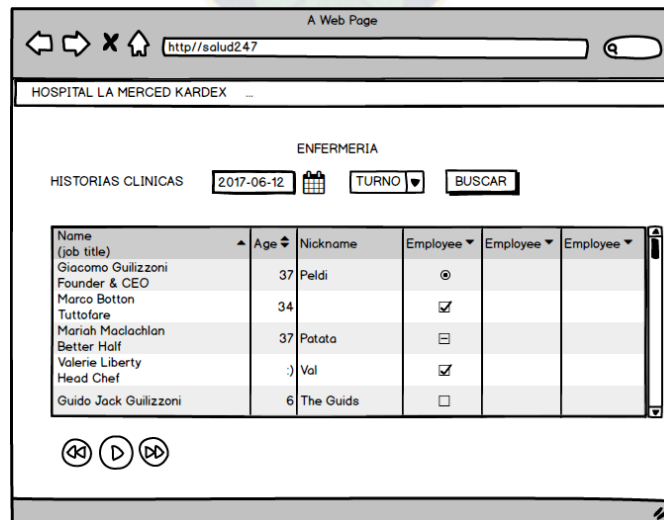 A Web Page
http//salud247
HOSPITAL LA MERCED KARDEX ...
ENFERMERIA
HISTORIAS CLINICAS 2017-06-12 TURNO BUSCAR
Name
(job title) Age Nickname Employee Employee Employee
Giacomo Guilizzoni
Founder & CEO 37 Peldi
Marco Botton
Tuttofare 34
Mariah Maclachlan
Better Half 37 Patata
Valerie Liberty
Head Chef :) Val
Guido Jack Guilizzoni 6 The Guids